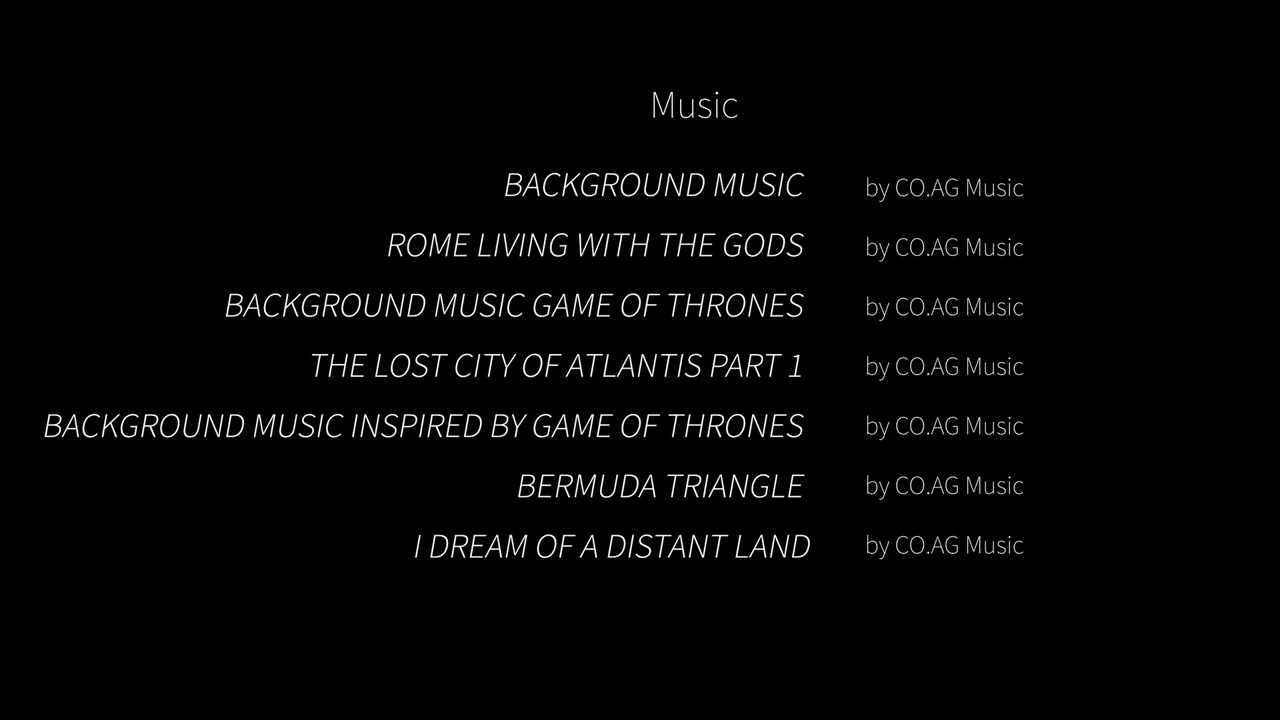 Music
BACKGROUND MUSIC by CO.AG Music
ROME LIVING WITH THE GODS by CO.AG Music
BACKGROUND MUSIC GAME OF THRONES by CO.AG Music
THE LOST CITY OF ATLANTIS PART 1 by CO.AG Music
BACKGROUND MUSIC INSPIRED BY GAME OF THRONES by CO.AG Music
BERMUDA TRIANGLE by CO.AG Music
I DREAM OF A DISTANT LAND by CO.AG Music